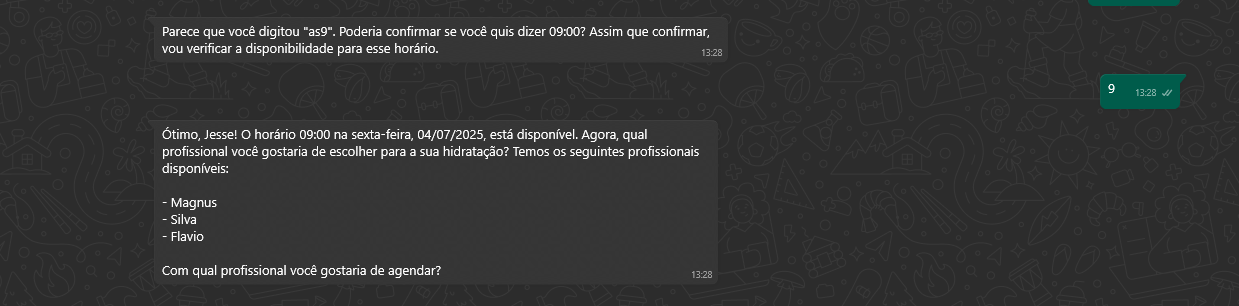 Parece que você digitou "as9". Poderia confirmar se você quis dizer 09:00? Assim que confirmar,
vou verificar a disponibilidade para esse horário.
13:28
9
13:28
Ótimo, Jesse! O horário 09:00 na sexta-feira, 04/07/2025, está disponível. Agora, qual
profissional você gostaria de escolher para a sua hidratação? Temos os seguintes profissionais
disponíveis:
- Magnus
- Silva
- Flavio
Com qual profissional você gostaria de agendar?
13:28